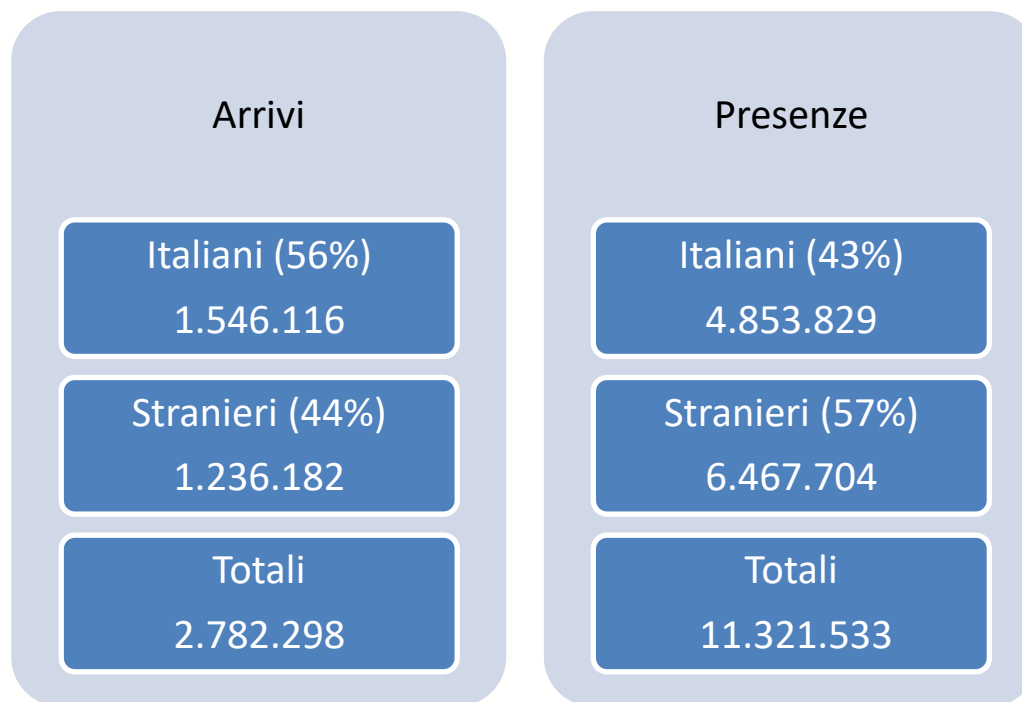 Arrivi
Italiani (56%)
1.546.116
Stranieri (44%)
1.236.182
Totali
2.782.298
Presenze
Italiani (43%)
4.853.829
Stranieri (57%)
6.467.704
Totali
11.321.533